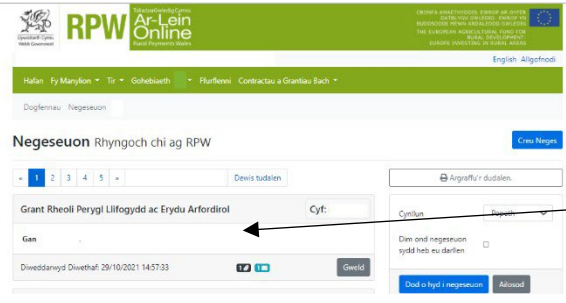 RPW
Taliadau Gwledig Cymru
Ar-Lein
Online
Rural Payments Wales
Llywodraeth Cymru
Welsh Government
CRONFA AMAETHYDDOL EWROP AR GYFER
DATBLYGU GWLEDIG: EWROP YN
BUDDSODDI MEWN ARDALOEDD GWLEDIG
THE EUROPEAN AGRICULTURAL FUND FOR
RURAL DEVELOPMENT:
EUROPE INVESTING IN RURAL AREAS
English Allgofnodi
Hafan Fy Manylion Tir Gohebiaeth Ffurflenni Contractau a Grantiau Bach
Dogfennau Negeseuon
Negeseuon Rhyngoch chi ag RPW
Creu Neges
« 1 2 3 4 5 » Dewis tudalen
Argraffu'r dudalen.
Grant Rheoli Perygl Llifogydd ac Erydu Arfordirol Cyf:
Cynllun Popeth
Gan
Dim ond negeseuon
sydd heb eu darllen
Diweddarwyd Diwethaf: 29/10/2021 14:57:33 1 1 Gweld
Dod o hyd i negeseuon Ailosod